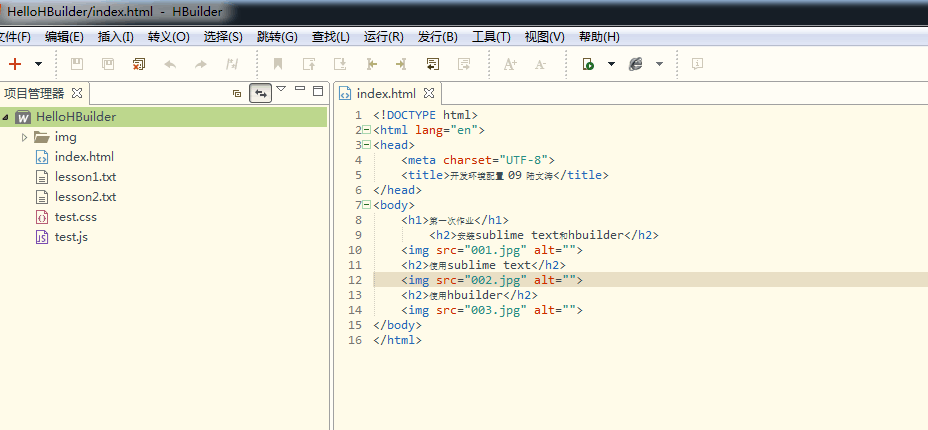 HelloHBuilder/index.html - HBuilder
文件(F) 编辑(E) 插入(I) 转义(O) 选择(S) 跳转(G) 查找(L) 运行(R) 发行(B) 工具(T) 视图(V) 帮助(H)
项目管理器
index.html
HelloHBuilder
img
index.html
lesson1.txt
lesson2.txt
test.css
test.js
1 <!DOCTYPE html>
2 <html lang="en">
3 <head>
4 <meta charset="UTF-8">
5 <title>开发环境配置 09 陆文涛</title>
6 </head>
7 <body>
8 <h1>第一次作业</h1>
9 <h2>安装sublime text和hbuilder</h2>
10 <img src="001.jpg" alt="">
11 <h2>使用sublime text</h2>
12 <img src="002.jpg" alt="">
13 <h2>使用hbuilder</h2>
14 <img src="003.jpg" alt="">
15 </body>
16 </html>